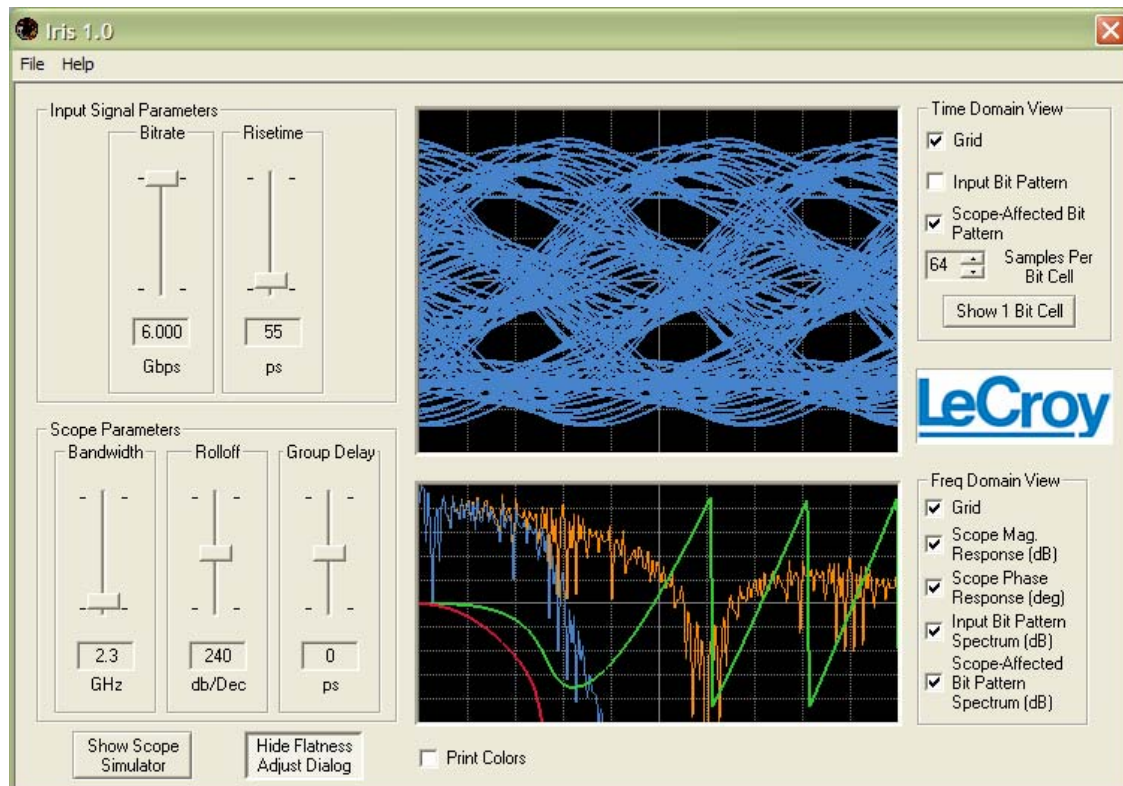 Iris 1.0
File Help
Input Signal Parameters
Bitrate
Risetime
6.000
55
Gbps
ps
Scope Parameters
Bandwidth
Rolloff
Group Delay
2.3
240
0
GHz
db/Dec
ps
Show Scope
Simulator
Hide Flatness
Adjust Dialog
Print Colors
Time Domain View
Grid
Input Bit Pattern
Scope-Affected Bit
Pattern
64
Samples Per
Bit Cell
Show 1 Bit Cell
LeCroy
Freq Domain View
Grid
Scope Mag.
Response (dB)
Scope Phase
Response (deg)
Input Bit Pattern
Spectrum (dB)
Scope-Affected
Bit Pattern
Spectrum (dB)